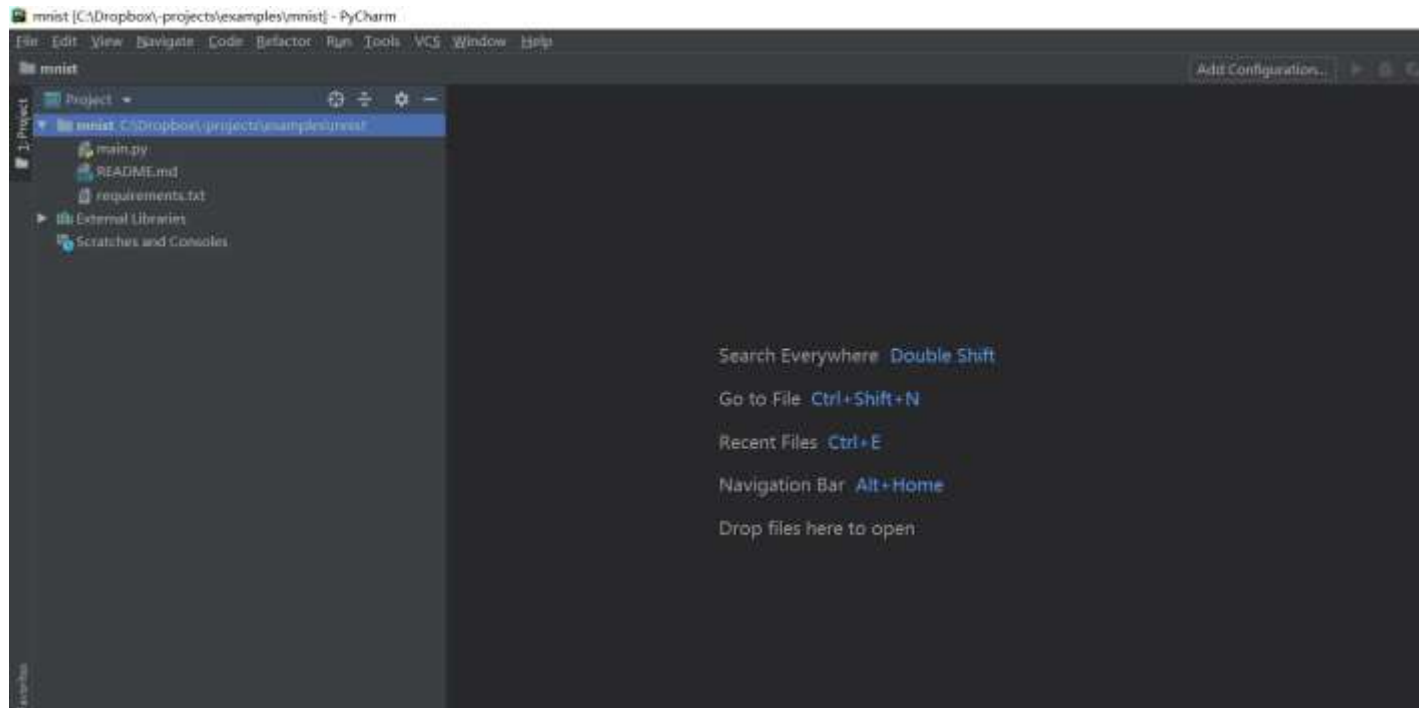 mnist [C:\Dropbox\-projects\examples\mnist] - PyCharm
File Edit View Navigate Code Refactor Run Tools VCS Window Help
mnist
Add Configuration...
1: Project
Project
mnist C:\Dropbox\-projects\examples\mnist
main.py
README.md
requirements.txt
External Libraries
Scratches and Consoles
Search Everywhere Double Shift
Go to File Ctrl+Shift+N
Recent Files Ctrl+E
Navigation Bar Alt+Home
Drop files here to open